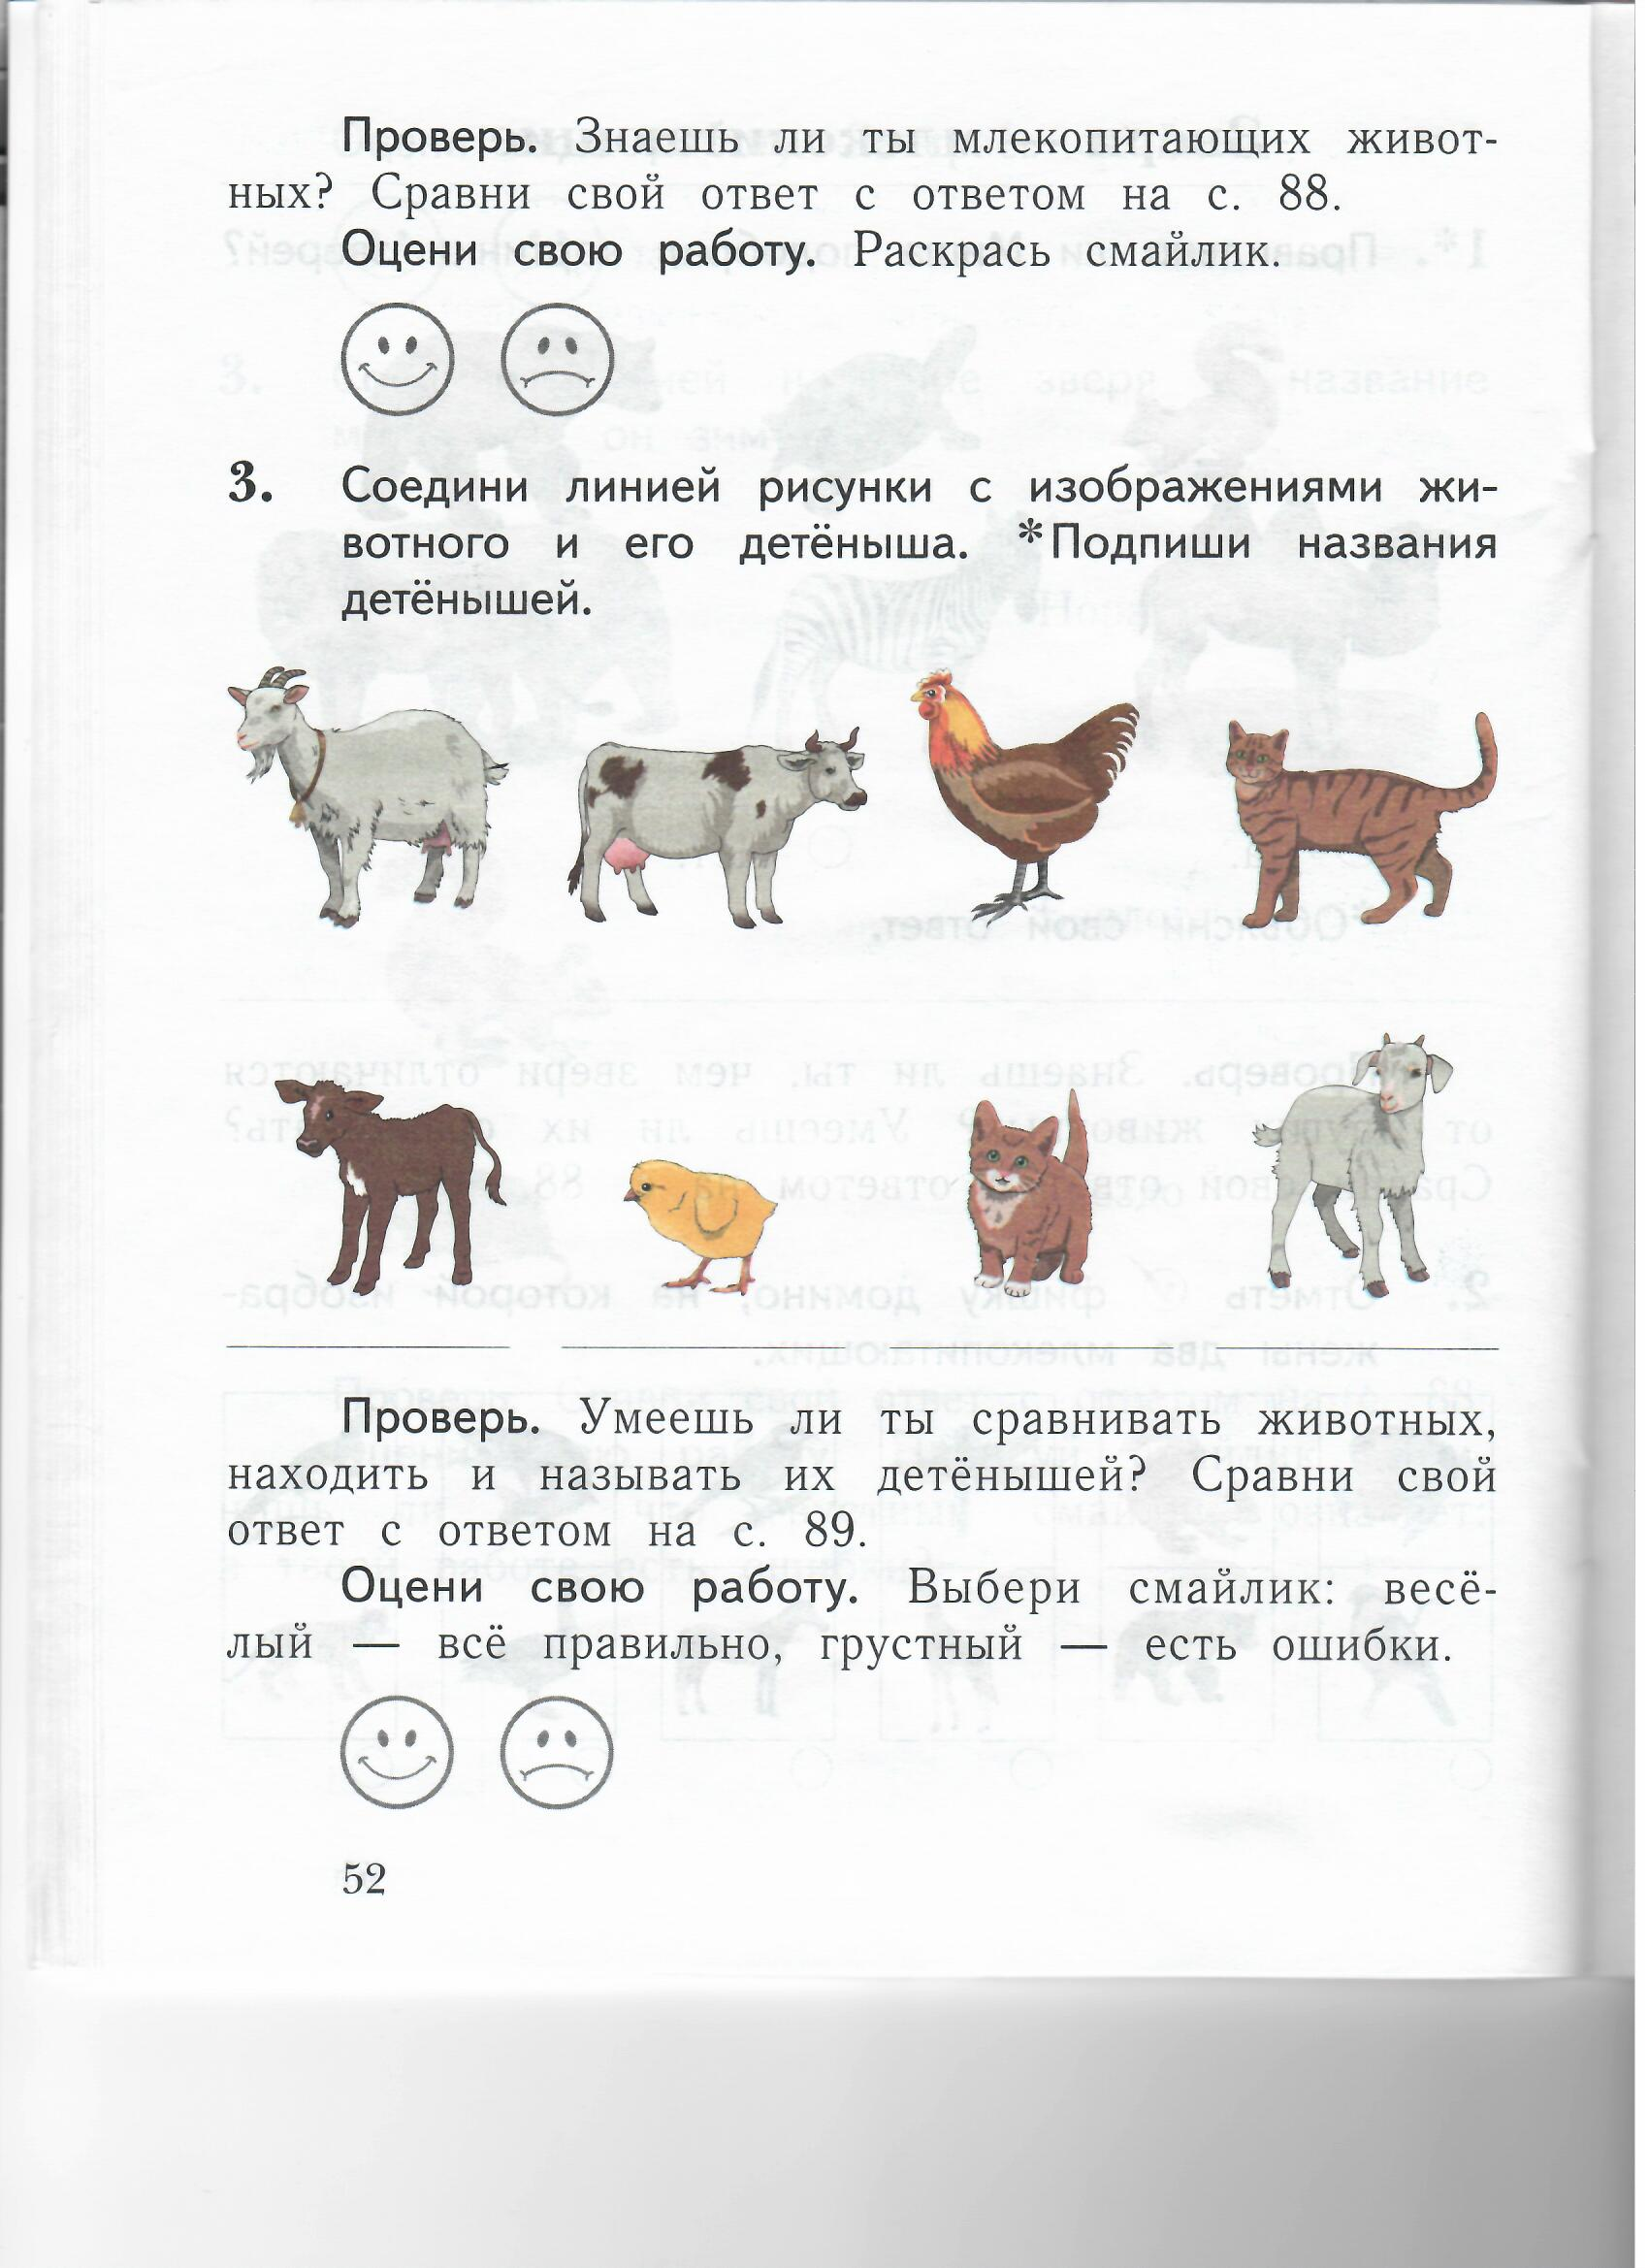 Проверь. Знаешь ли ты млекопитающих живот-
ных? Сравни свой ответ с ответом на с. 88.
Оцени свою работу. Раскрась смайлик.
3. Соедини линией рисунки с изображениями жи-
вотного и его детёныша. *Подпиши названия
детёнышей.
Проверь. Умеешь ли ты сравнивать животных,
находить и называть их детёнышей? Сравни свой
ответ с ответом на с. 89.
Оцени свою работу. Выбери смайлик: весё-
лый — всё правильно, грустный — есть ошибки.
52